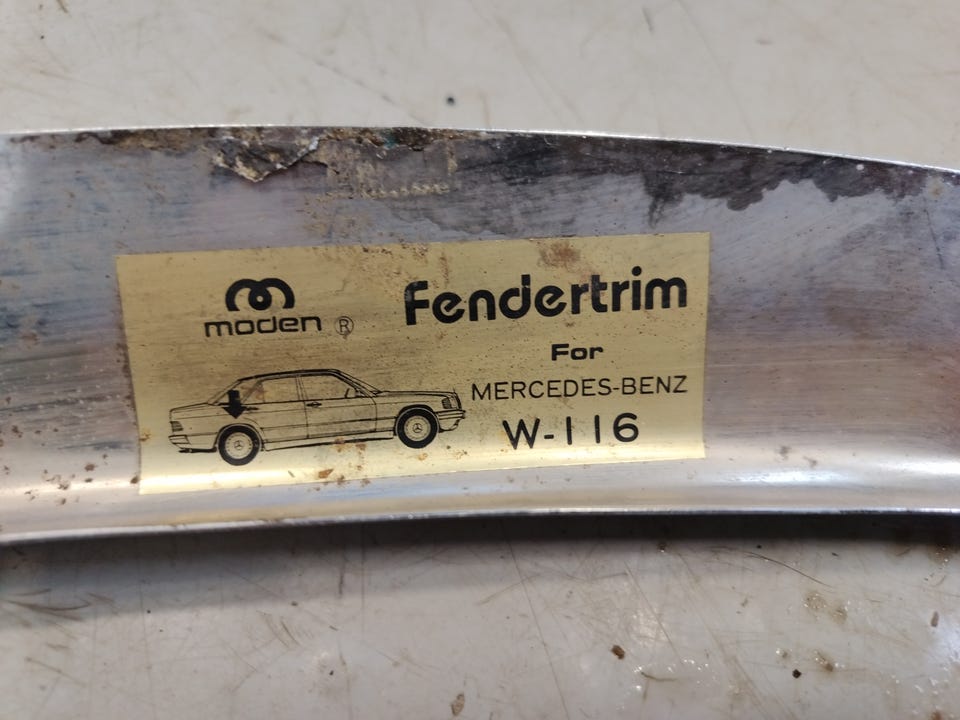 moden ®
Fendertrim
For
MERCEDES-BENZ
W-116